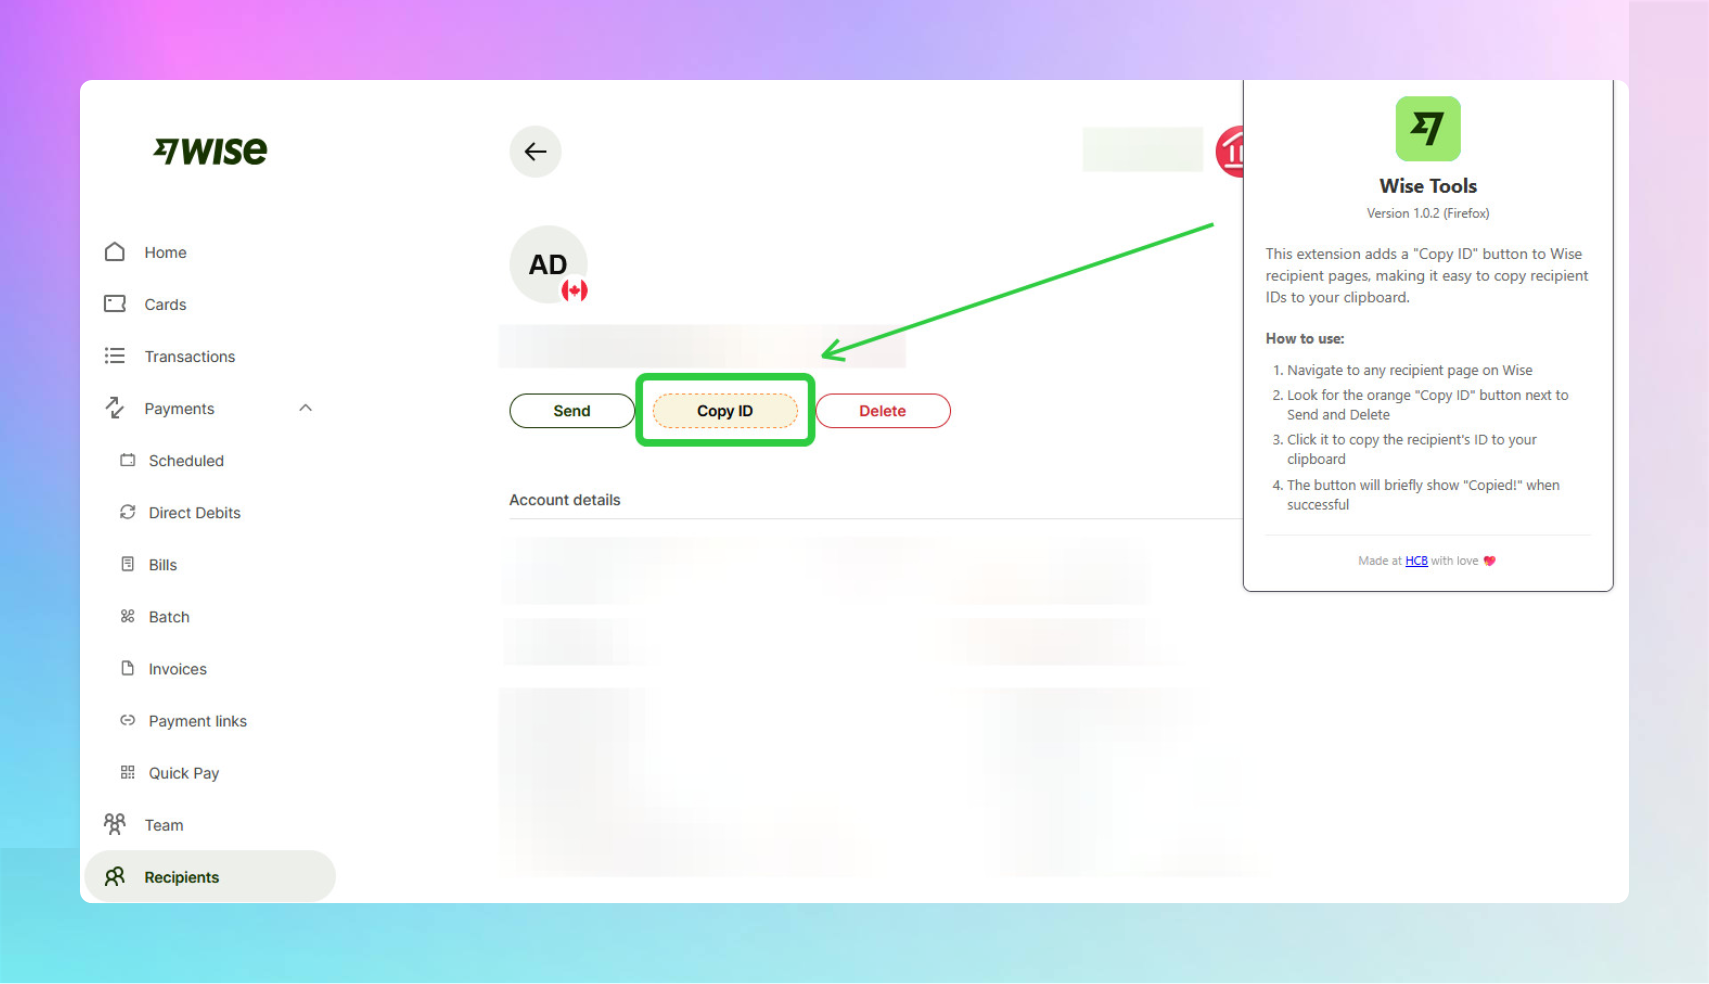 WISE
Home
Cards
Transactions
Payments
Scheduled
Direct Debits
Bills
Batch
Invoices
Payment links
Quick Pay
Team
Recipients
AD
Send
Copy ID
Delete
Account details
Wise Tools
Version 1.0.2 (Firefox)
This extension adds a "Copy ID" button to Wise
recipient pages, making it easy to copy recipient
IDs to your clipboard.
How to use:
1. Navigate to any recipient page on Wise
2. Look for the orange "Copy ID" button next to
Send and Delete
3. Click it to copy the recipient's ID to your
clipboard
4. The button will briefly show "Copied!" when
successful
Made at HCB with love 💖